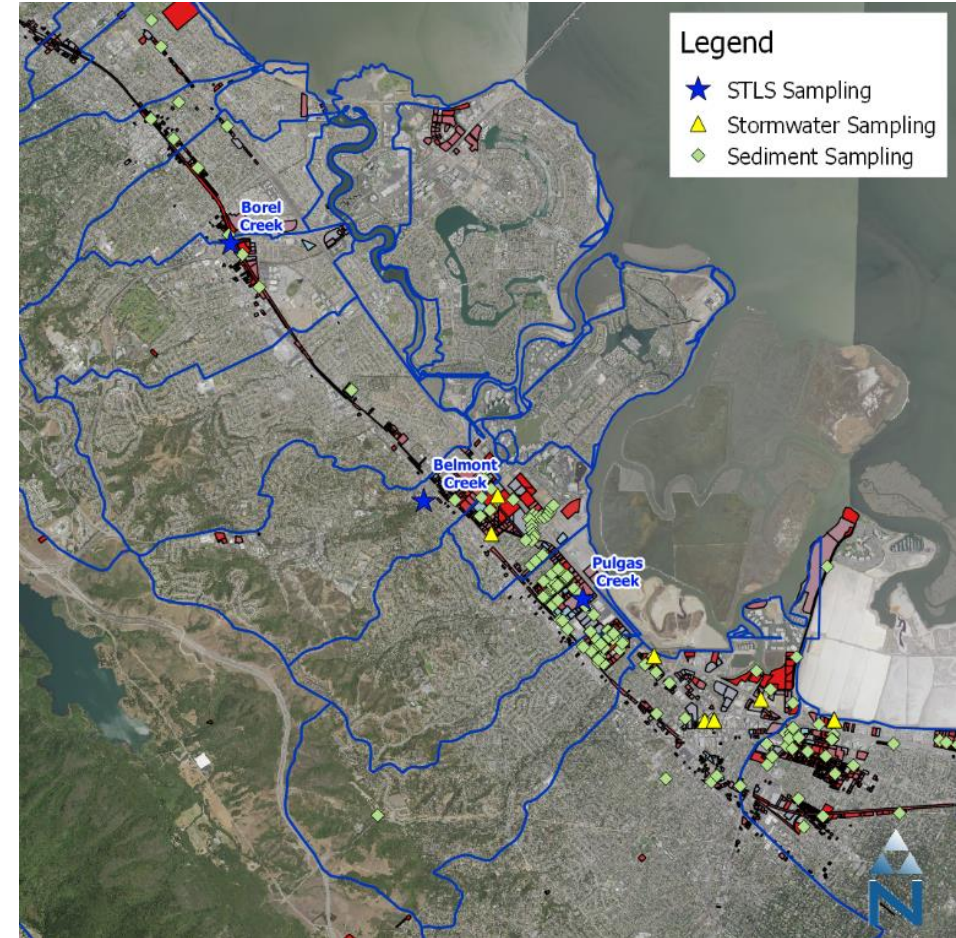 Legend
STLS Sampling
Stormwater Sampling
Sediment Sampling
Borel
Creek
Belmont
Creek
Pulgas
Creek
N